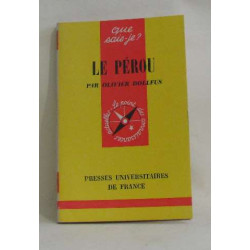 que
sais-je?
LE PÉROU
PAR OLIVIER DOLLFUS
PRESSES UNIVERSITAIRES
DE FRANCE